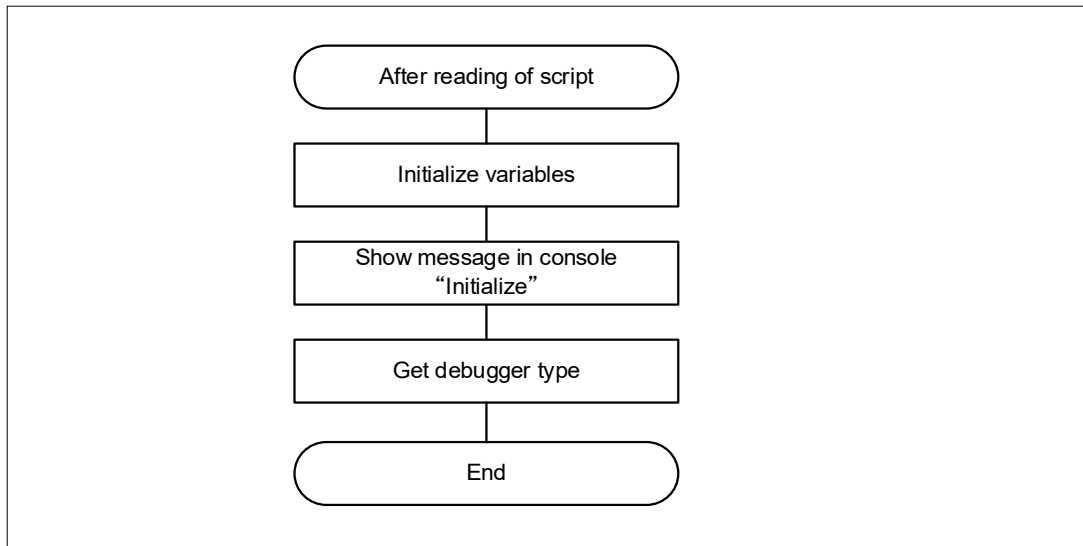 After reading of script
Initialize variables
Show message in console
“Initialize”
Get debugger type
End